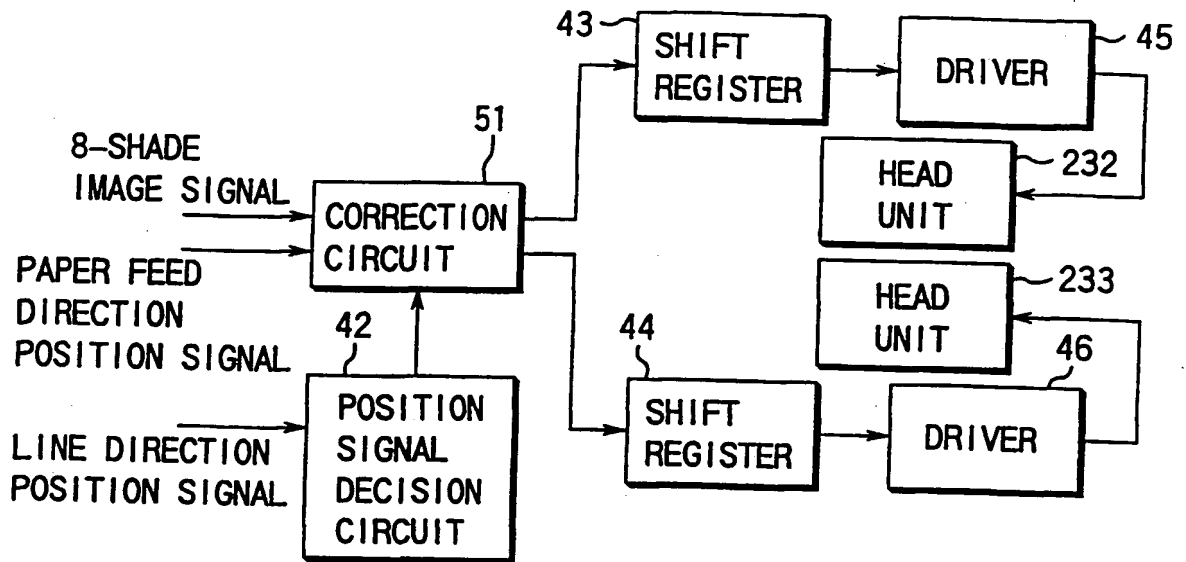 43
SHIFT
REGISTER
45
DRIVER
8-SHADE
IMAGE SIGNAL
51
CORRECTION
CIRCUIT
232
HEAD
UNIT
PAPER FEED
DIRECTION
POSITION SIGNAL
233
HEAD
UNIT
42
POSITION
SIGNAL
DECISION
CIRCUIT
LINE DIRECTION
POSITION SIGNAL
44
SHIFT
REGISTER
46
DRIVER